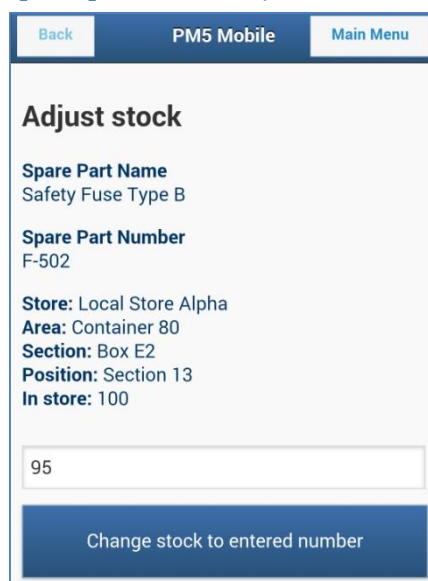 Back PM5 Mobile Main Menu
Adjust stock
Spare Part Name
Safety Fuse Type B
Spare Part Number
F-502
Store: Local Store Alpha
Area: Container 80
Section: Box E2
Position: Section 13
In store: 100
95
Change stock to entered number